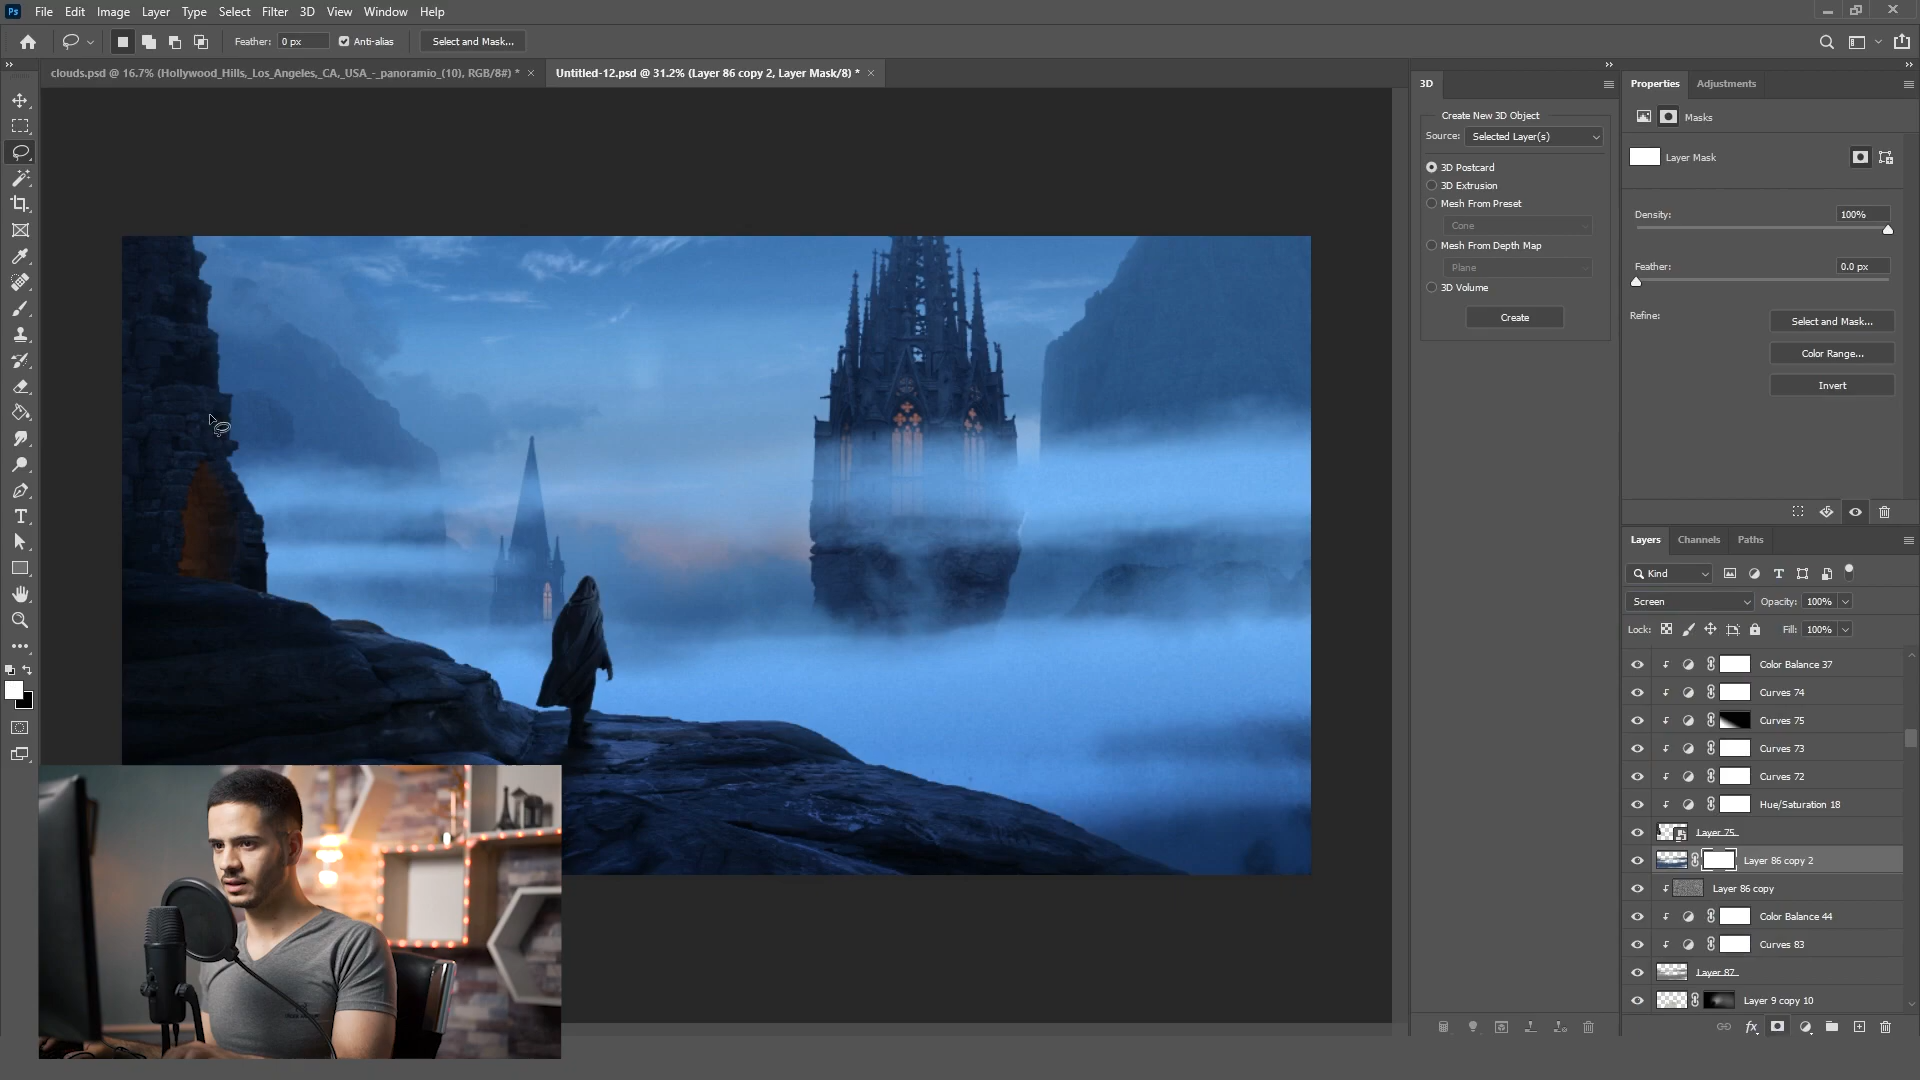 Ps File Edit Image Layer Type Select Filter 3D View Window Help
Feather: 0 px Anti-alias Select and Mask...
clouds.psd @ 16.7% (Hollywood_Hills,_Los_Angeles,_CA,_USA_-_panoramio_(10), RGB/8#) *
Untitled-12.psd @ 31.2% (Layer 86 copy 2, Layer Mask/8) *
3D
Create New 3D Object
Source: Selected Layer(s)
3D Postcard
3D Extrusion
Mesh From Preset
Cone
Mesh From Depth Map
Plane
3D Volume
Create
Properties Adjustments
Masks
Layer Mask
Density: 100%
Feather: 0.0 px
Refine:
Select and Mask...
Color Range...
Invert
Layers Channels Paths
Kind
Screen Opacity: 100%
Lock: Fill: 100%
Color Balance 37
Curves 74
Curves 75
Curves 73
Curves 72
Hue/Saturation 18
Layer 75
Layer 86 copy 2
Layer 86 copy
Color Balance 44
Curves 83
Layer 87
Layer 9 copy 10
fx